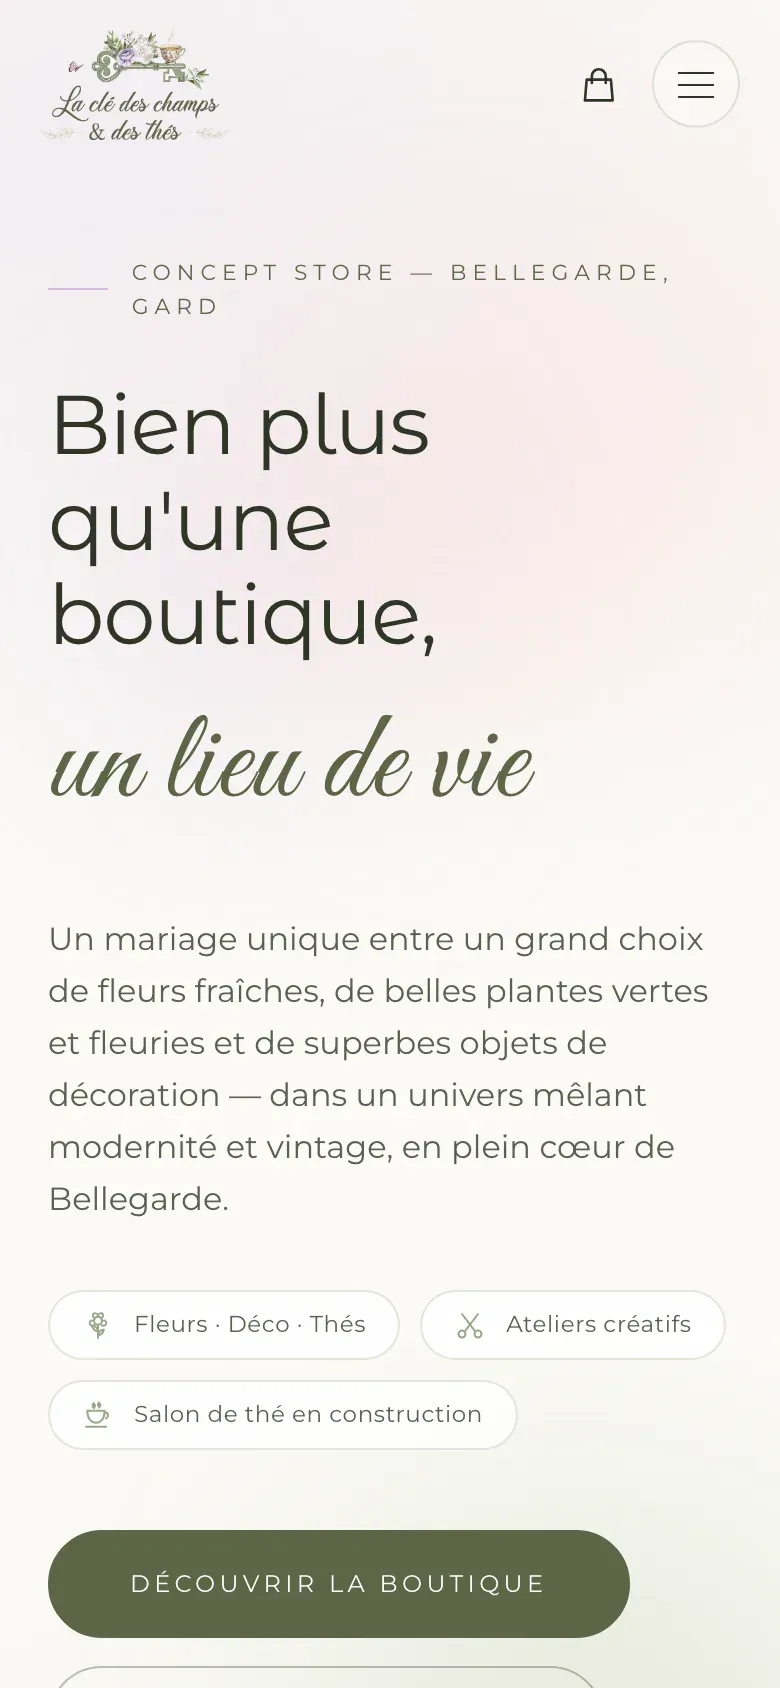 La clé des champs
& des thés
CONCEPT STORE — BELLEGARDE,
GARD
Bien plus
qu'une
boutique,
un lieu de vie
Un mariage unique entre un grand choix
de fleurs fraîches, de belles plantes vertes
et fleuries et de superbes objets de
décoration — dans un univers mêlant
modernité et vintage, en plein cœur de
Bellegarde.
Fleurs · Déco · Thés
Ateliers créatifs
Salon de thé en construction
DÉCOUVRIR LA BOUTIQUE